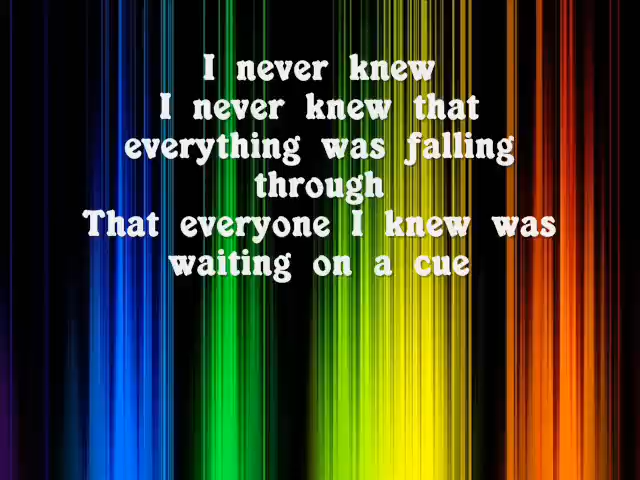 I never knew
I never knew that
everything was falling
through
That everyone I knew was
waiting on a cue